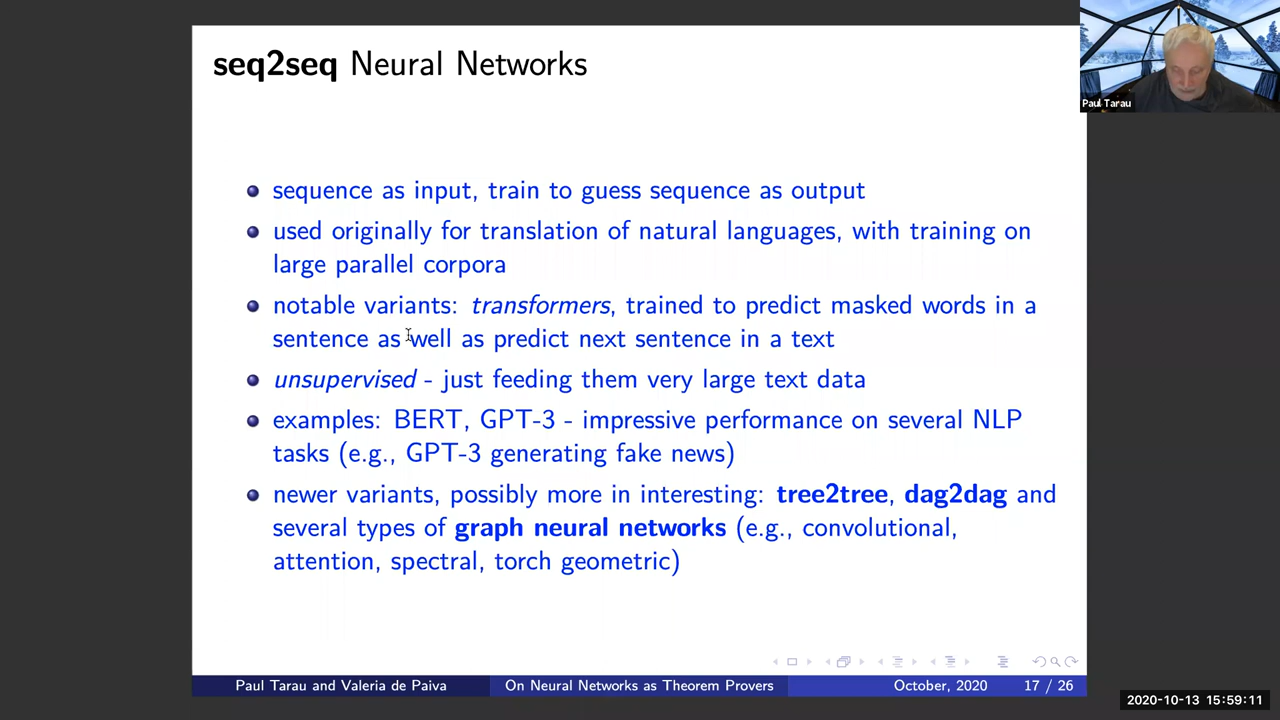 seq2seq Neural Networks
Paul Tarau
sequence as input, train to guess sequence as output
used originally for translation of natural languages, with training on
large parallel corpora
notable variants: transformers, trained to predict masked words in a
sentence as well as predict next sentence in a text
unsupervised - just feeding them very large text data
examples: BERT, GPT-3 - impressive performance on several NLP
tasks (e.g., GPT-3 generating fake news)
newer variants, possibly more in interesting: tree2tree, dag2dag and
several types of graph neural networks (e.g., convolutional,
attention, spectral, torch geometric)
Paul Tarau and Valeria de Paiva On Neural Networks as Theorem Provers October, 2020 17 / 26
2020-10-13 15:59:11